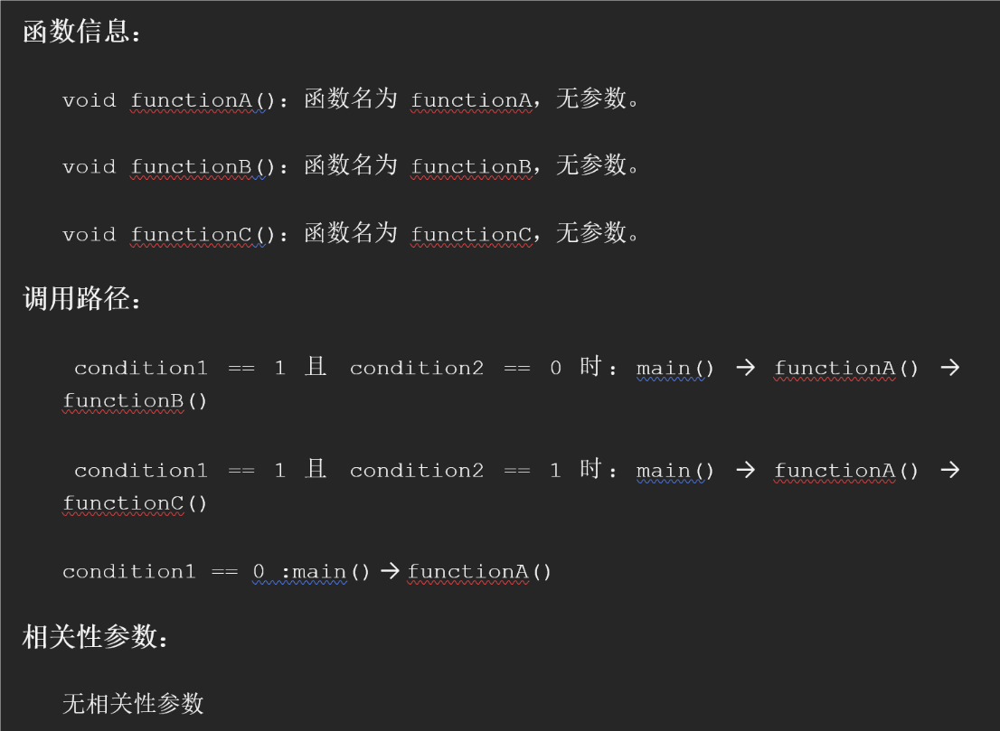 函数信息：
void functionA()：函数名为 functionA，无参数。
void functionB()：函数名为 functionB，无参数。
void functionC()：函数名为 functionC，无参数。
调用路径：
condition1 == 1 且 condition2 == 0 时：main() → functionA() →
functionB()
condition1 == 1 且 condition2 == 1 时：main() → functionA() →
functionC()
condition1 == 0 :main()→functionA()
相关性参数：
无相关性参数